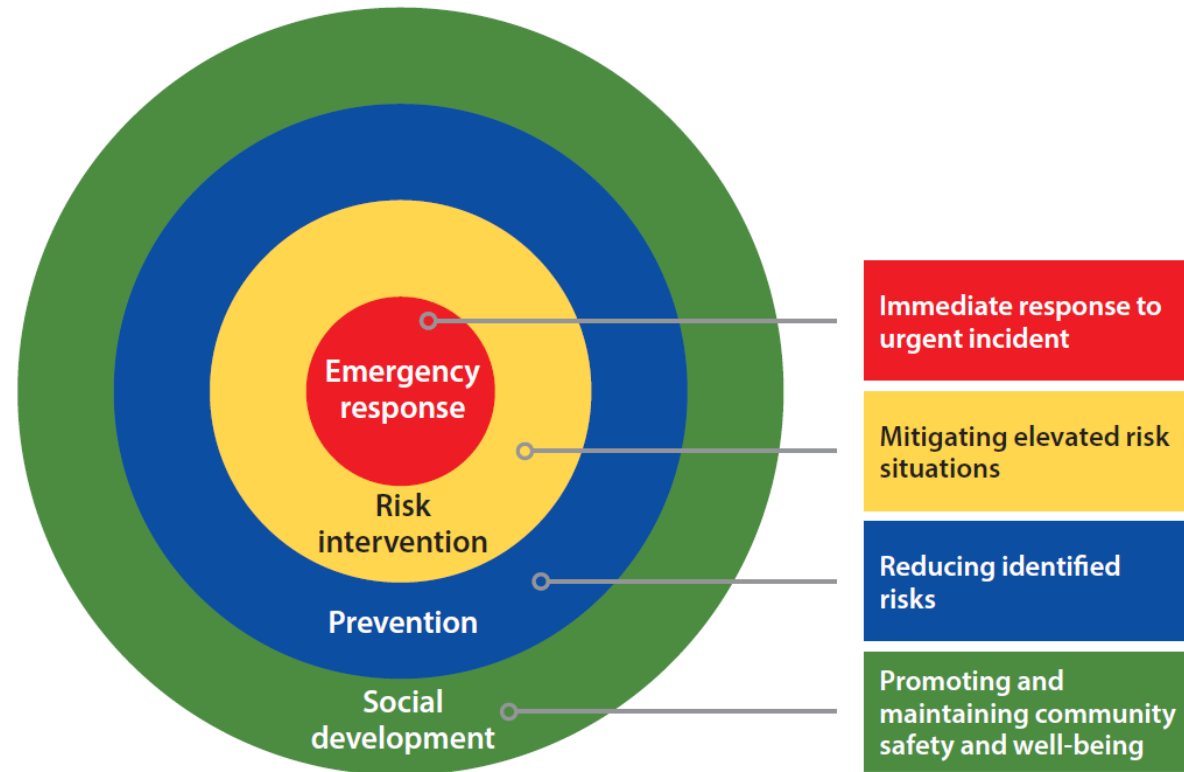 Emergency
response
Risk
intervention
Prevention
Social
development
Immediate response to
urgent incident
Mitigating elevated risk
situations
Reducing identified
risks
Promoting and
maintaining community
safety and well-being